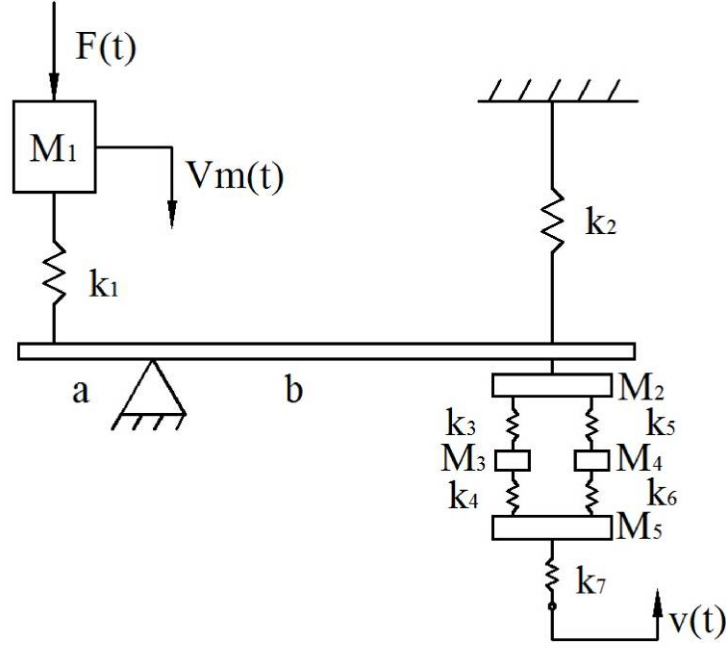 F(t)
M₁
Vm(t)
k₂
k₁
a b
M₂
k₃ k₅
M₃ M₄
k₄ k₆
M₅
k₇
v(t)